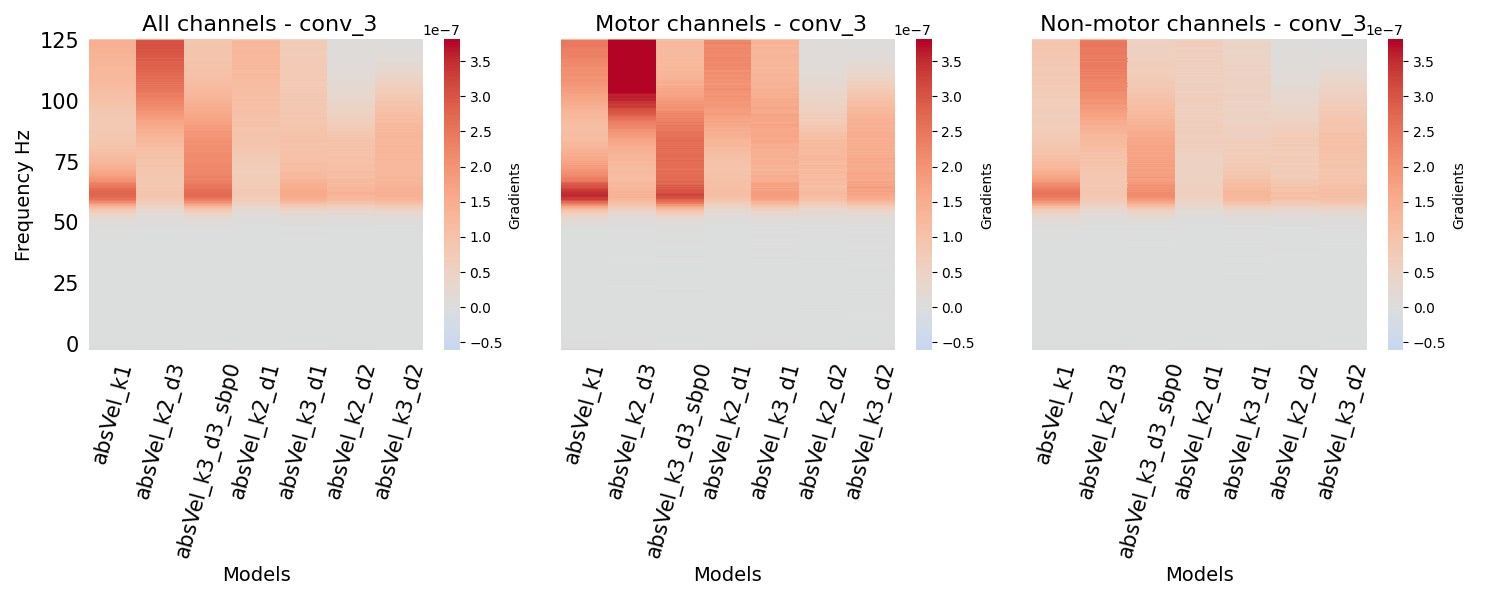 All channels - conv_3
1e−7
Motor channels - conv_3
1e−7
Non-motor channels - conv_3
1e−7
Frequency Hz
125
100
75
50
25
0
3.5
3.0
2.5
2.0
1.5
1.0
0.5
0.0
−0.5
Gradients
3.5
3.0
2.5
2.0
1.5
1.0
0.5
0.0
−0.5
Gradients
3.5
3.0
2.5
2.0
1.5
1.0
0.5
0.0
−0.5
Gradients
absVel_k1
absVel_k2_d3
absVel_k3_d3_sbp0
absVel_k2_d1
absVel_k3_d1
absVel_k2_d2
absVel_k3_d2
absVel_k1
absVel_k2_d3
absVel_k3_d3_sbp0
absVel_k2_d1
absVel_k3_d1
absVel_k2_d2
absVel_k3_d2
absVel_k1
absVel_k2_d3
absVel_k3_d3_sbp0
absVel_k2_d1
absVel_k3_d1
absVel_k2_d2
absVel_k3_d2
Models
Models
Models